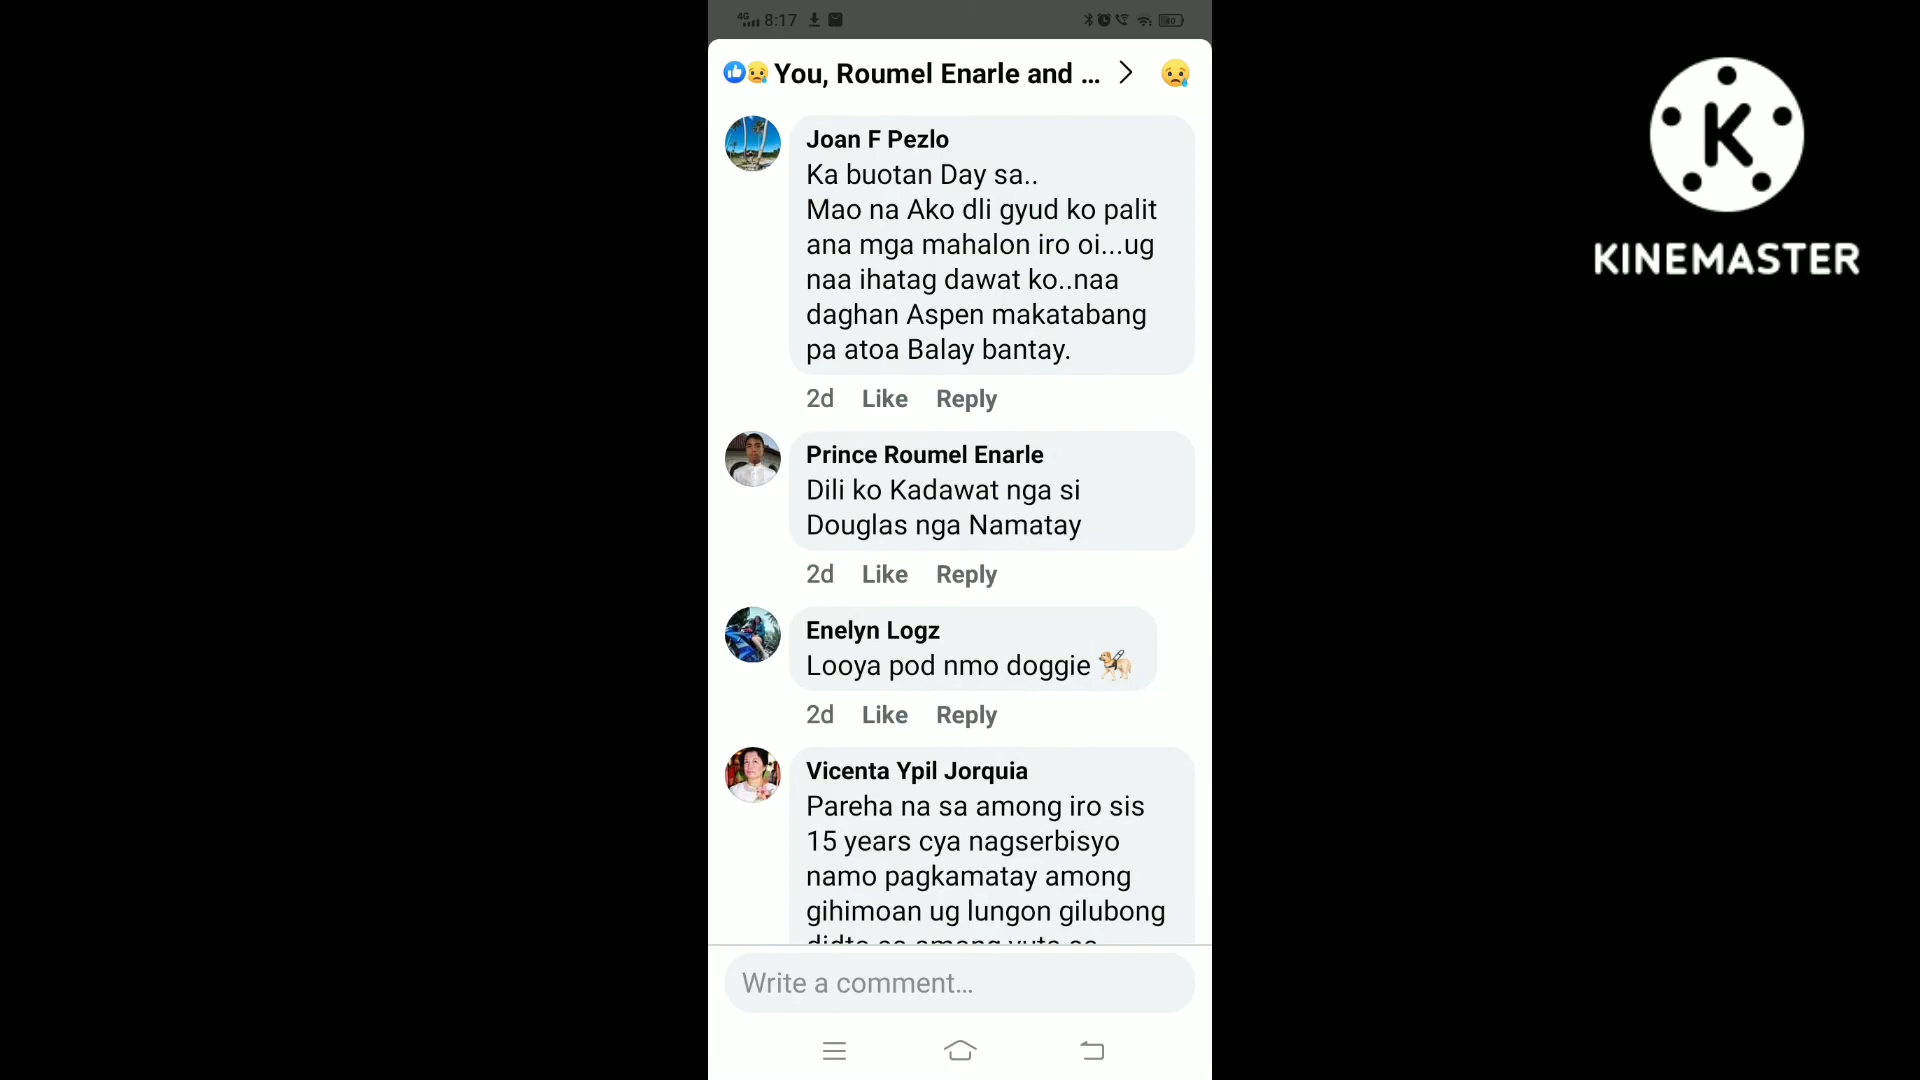 4G 8:17
You, Roumel Enarle and ...
Joan F Pezlo
Ka buotan Day sa..
Mao na Ako dli gyud ko palit
ana mga mahalon iro oi...ug
naa ihatag dawat ko..naa
daghan Aspen makatabang
pa atoa Balay bantay.
2d Like Reply
Prince Roumel Enarle
Dili ko Kadawat nga si
Douglas nga Namatay
2d Like Reply
Enelyn Logz
Looya pod nmo doggie
2d Like Reply
Vicenta Ypil Jorquia
Pareha na sa among iro sis
15 years cya nagserbisyo
namo pagkamatay among
gihimoan ug lungon gilubong
Write a comment...
K
KINEMASTER